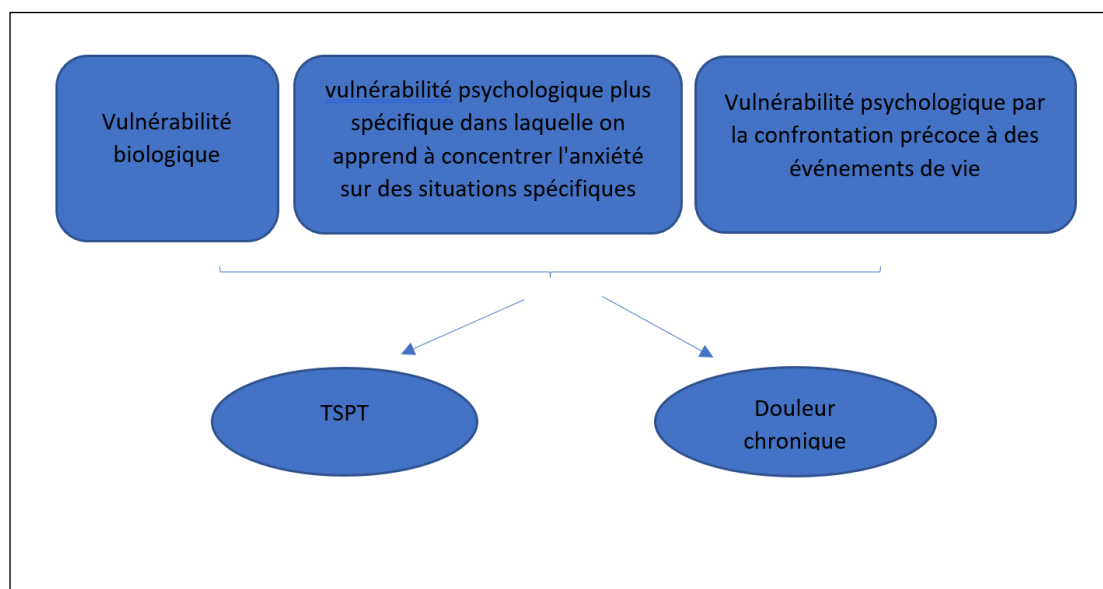 Vulnérabilité
biologique
vulnérabilité psychologique plus
spécifique dans laquelle on
apprend à concentrer l'anxiété
sur des situations spécifiques
Vulnérabilité psychologique par
la confrontation précoce à des
événements de vie
TSPT
Douleur
chronique